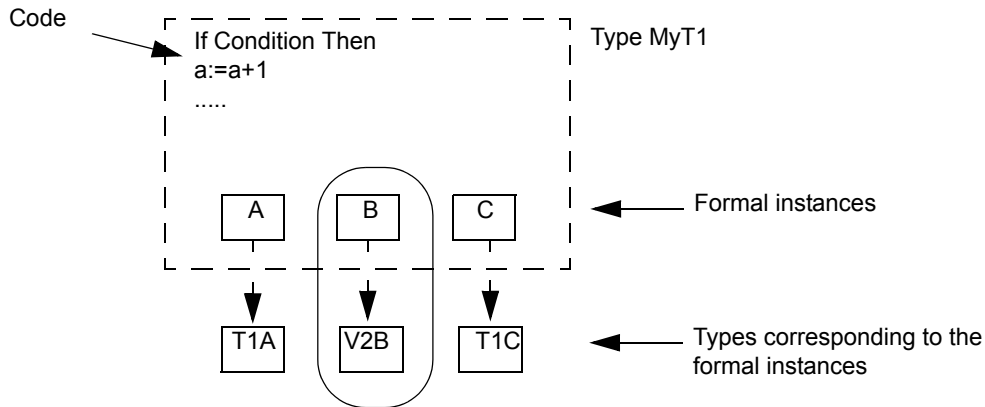 Code
If Condition Then
a:=a+1
.....
Type MyT1
A
B
C
Formal instances
T1A
V2B
T1C
Types corresponding to the
formal instances